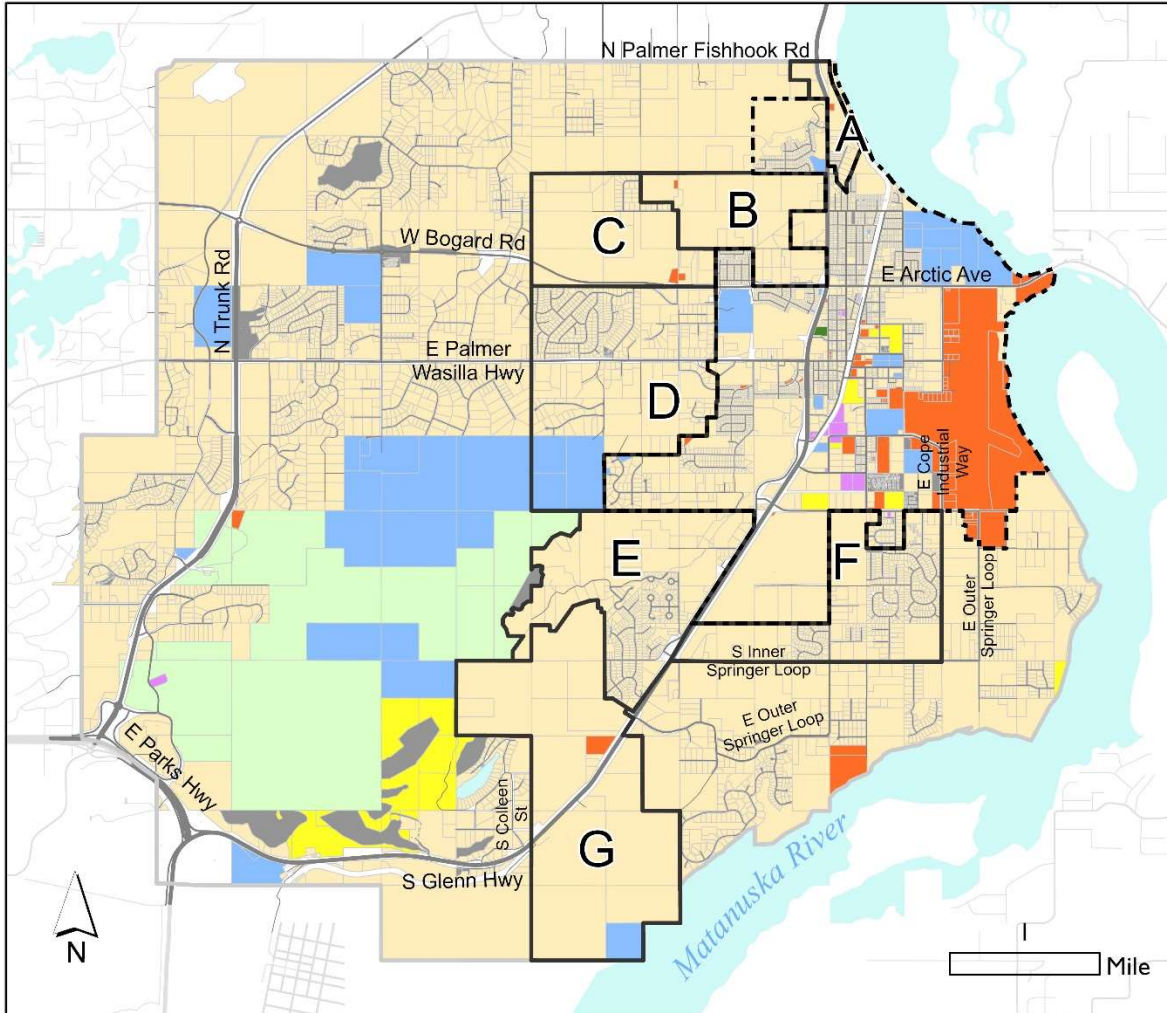 N Palmer Fishhook Rd
A
B
C
W Bogard Rd
N Trunk Rd
E Arctic Ave
E Palmer
Wasilla Hwy
D
E Cope
Industrial
Way
E
F
E Outer
Springer Loop
S Inner
Springer Loop
E Outer
Springer Loop
E Parks Hwy
S Colleen
St
G
S Glenn Hwy
Matanuska River
N
1
Mile